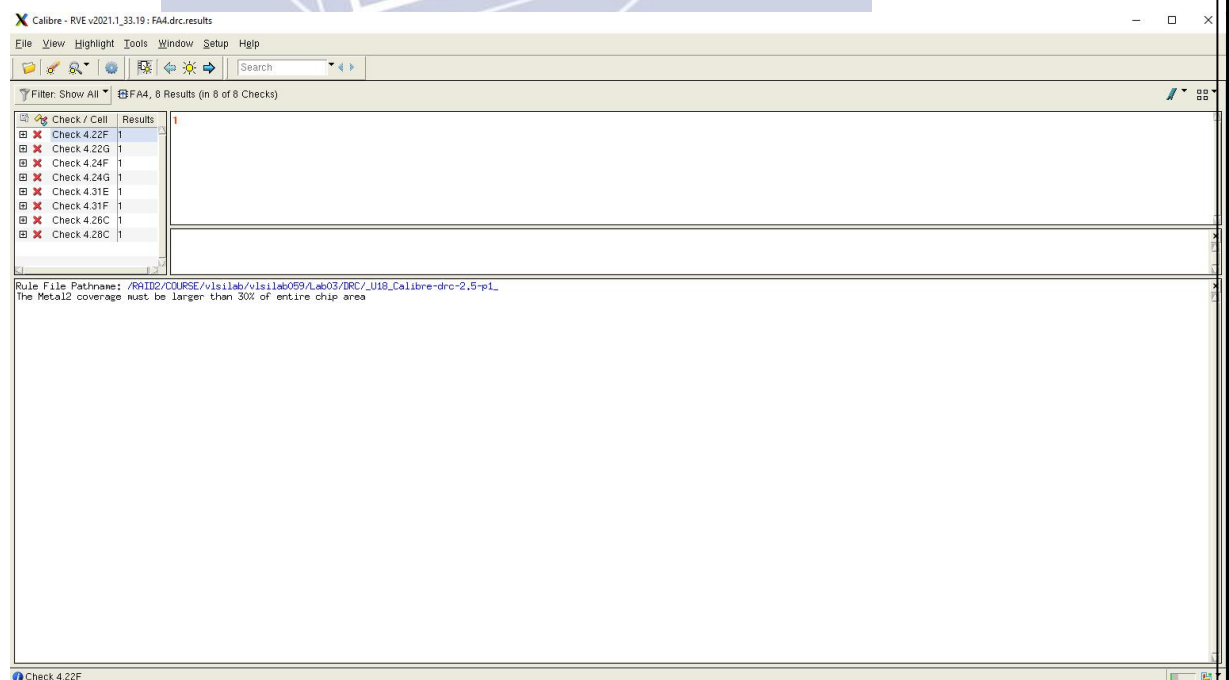 Calibre - RVE v2021.1_33.19 : FA4.drc.results
File View Highlight Tools Window Setup Help
Search
Filter: Show All FA4, 8 Results (in 8 of 8 Checks)
Check / Cell Results
Check 4.22F 1
Check 4.22G 1
Check 4.24F 1
Check 4.24G 1
Check 4.31E 1
Check 4.31F 1
Check 4.26C 1
Check 4.28C 1
1
Rule File Pathname: /RAID2/COURSE/vlsilab/vlsilab059/Lab03/DRC/_U18_Calibre-drc-2.5-p1_
The Metal2 coverage must be larger than 30% of entire chip area
Check 4.22F